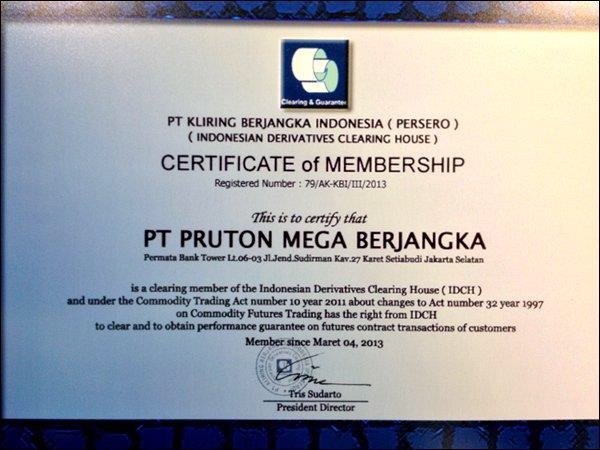 Clearing & Guarantee
PT KLIRING BERJANGKA INDONESIA ( PERSERO )
( INDONESIAN DERIVATIVES CLEARING HOUSE )
CERTIFICATE of MEMBERSHIP
Registered Number : 79/AK-KBI/III/2013
This is to certify that
PT PRUTON MEGA BERJANGKA
Permata Bank Tower Lt.06-03 Jl.Jend.Sudirman Kav.27 Karet Setiabudi Jakarta Selatan
is a clearing member of the Indonesian Derivatives Clearing House ( IDCH )
and under the Commodity Trading Act number 10 year 2011 about changes to Act number 32 year 1997
on Commodity Futures Trading has the right from IDCH
to clear and to obtain performance guarantee on futures contract transactions of customers
Member since Maret 04, 2013
Tris Sudarto
President Director